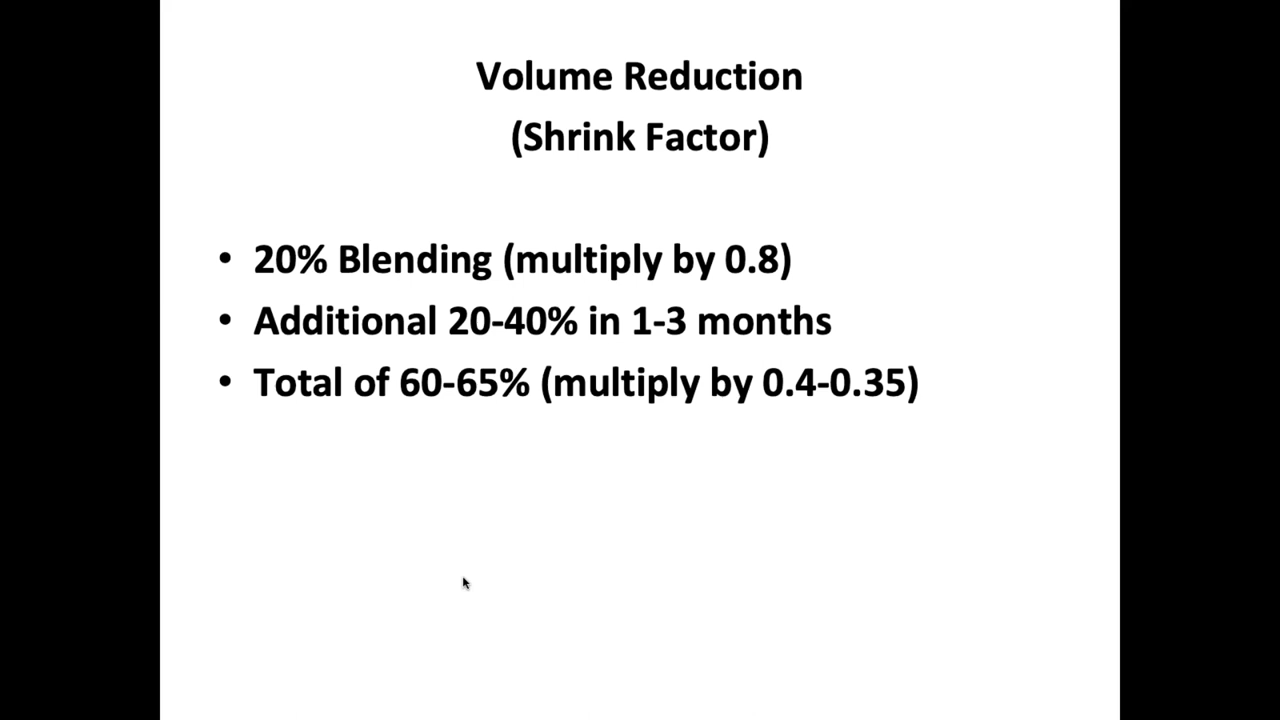 Volume Reduction
(Shrink Factor)
• 20% Blending (multiply by 0.8)
• Additional 20-40% in 1-3 months
• Total of 60-65% (multiply by 0.4-0.35)